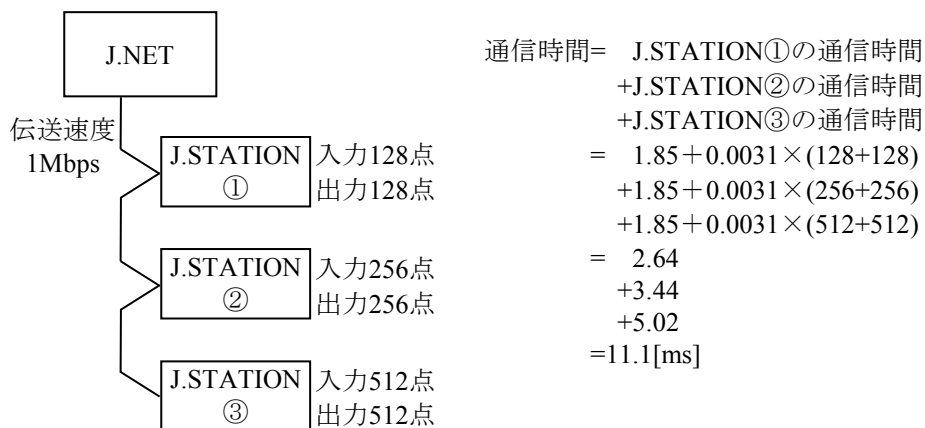 J.NET
伝送速度
1Mbps
J.STATION
①
入力128点
出力128点
J.STATION
②
入力256点
出力256点
J.STATION
③
入力512点
出力512点
通信時間= J.STATION①の通信時間
+J.STATION②の通信時間
+J.STATION③の通信時間
= 1.85+0.0031×(128+128)
+1.85+0.0031×(256+256)
+1.85+0.0031×(512+512)
= 2.64
+3.44
+5.02
=11.1[ms]